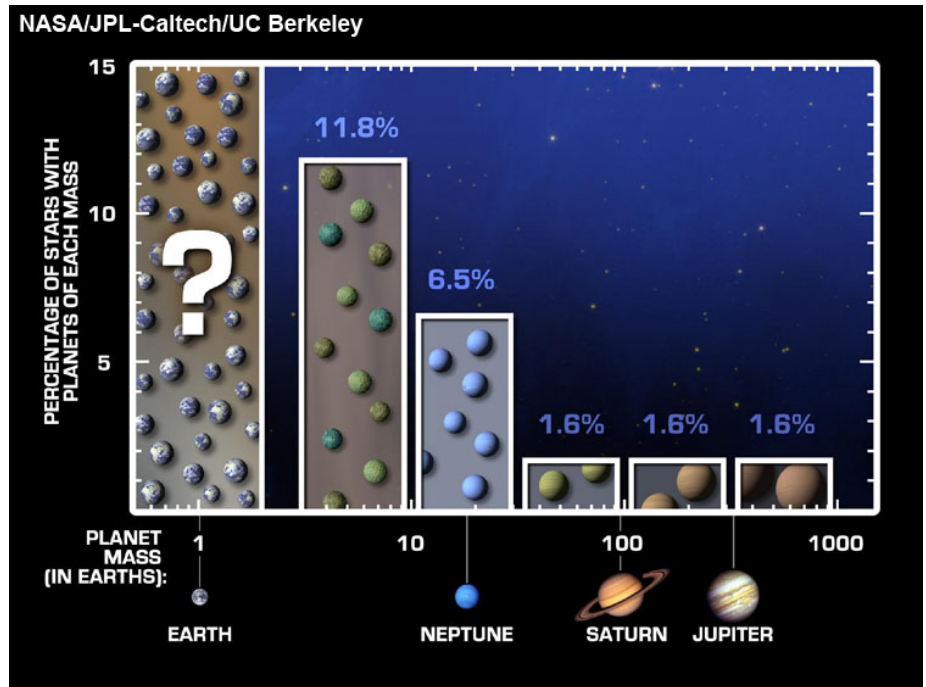 NASA/JPL-Caltech/UC Berkeley
15
10
5
PERCENTAGE OF STARS WITH
PLANETS OF EACH MASS
?
11.8%
6.5%
1.6%
1.6%
1.6%
PLANET
MASS
(IN EARTHS):
1
10
100
1000
EARTH
NEPTUNE
SATURN
JUPITER